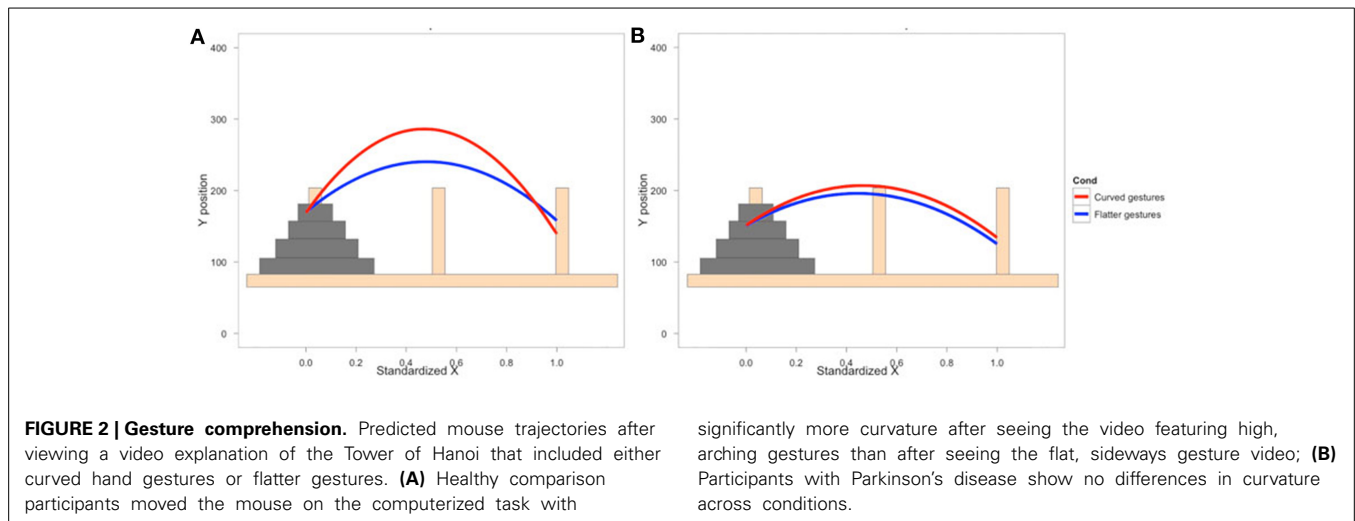 A
B
400
300
200
100
0
Y position
0.0 0.2 0.4 0.6 0.8 1.0
Standardized X
400
300
200
100
0
Y position
0.0 0.2 0.4 0.6 0.8 1.0
Standardized X
Cond
Curved gestures
Flatter gestures
FIGURE 2 | Gesture comprehension. Predicted mouse trajectories after
viewing a video explanation of the Tower of Hanoi that included either
curved hand gestures or flatter gestures. (A) Healthy comparison
participants moved the mouse on the computerized task with
significantly more curvature after seeing the video featuring high,
arching gestures than after seeing the flat, sideways gesture video; (B)
Participants with Parkinson's disease show no differences in curvature
across conditions.